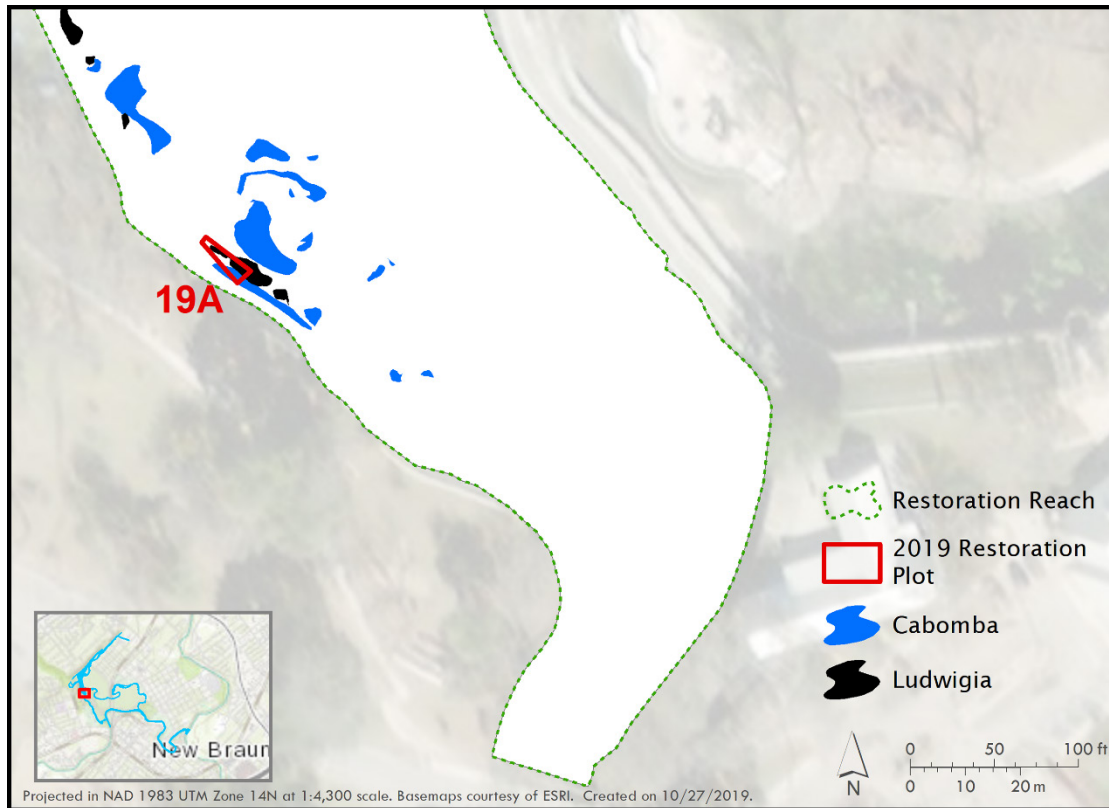 19A
Restoration Reach
2019 Restoration
Plot
Cabomba
Ludwigia
New Braun
N
0 50 100 ft
0 10 20 m
Projected in NAD 1983 UTM Zone 14N at 1:4,300 scale. Basemaps courtesy of ESRI. Created on 10/27/2019.